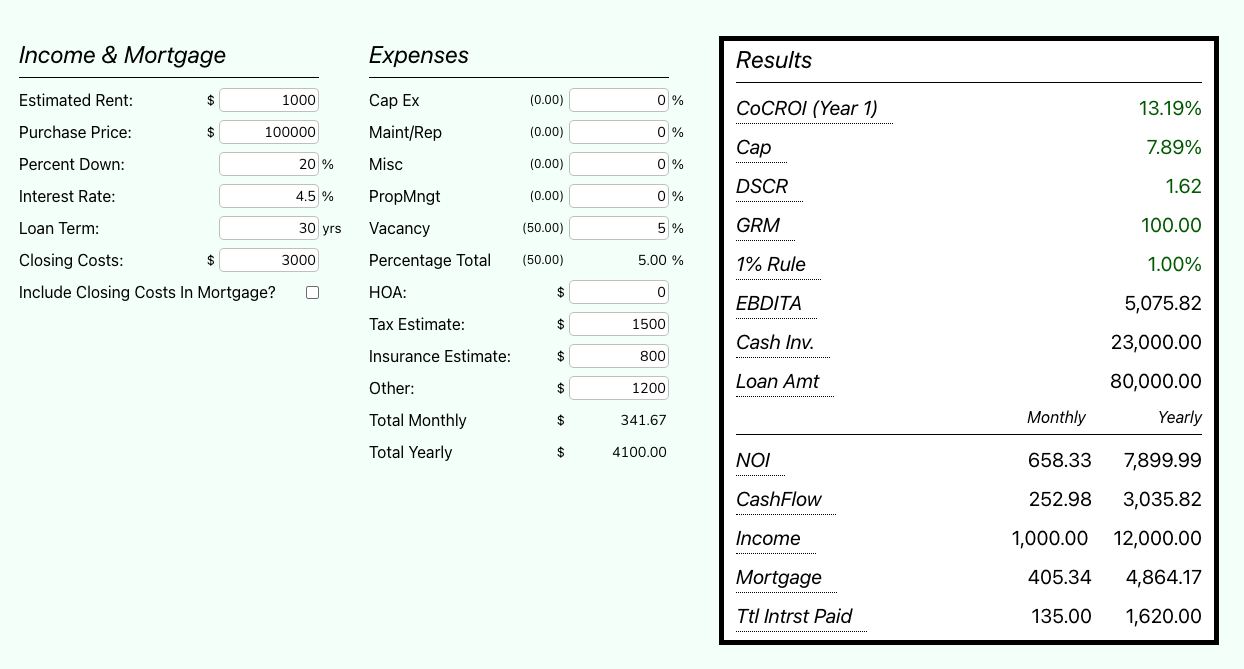 Income & Mortgage
Estimated Rent: $ 1000
Purchase Price: $ 100000
Percent Down: 20 %
Interest Rate: 4.5 %
Loan Term: 30 yrs
Closing Costs: $ 3000
Include Closing Costs In Mortgage?
Expenses
Cap Ex (0.00) 0 %
Maint/Rep (0.00) 0 %
Misc (0.00) 0 %
PropMngt (0.00) 0 %
Vacancy (50.00) 5 %
Percentage Total (50.00) 5.00 %
HOA: $ 0
Tax Estimate: $ 1500
Insurance Estimate: $ 800
Other: $ 1200
Total Monthly $ 341.67
Total Yearly $ 4100.00
Results
CoCROI (Year 1) 13.19%
Cap 7.89%
DSCR 1.62
GRM 100.00
1% Rule 1.00%
EBDITA 5,075.82
Cash Inv. 23,000.00
Loan Amt 80,000.00
Monthly Yearly
NOI 658.33 7,899.99
CashFlow 252.98 3,035.82
Income 1,000.00 12,000.00
Mortgage 405.34 4,864.17
Ttl Intrst Paid 135.00 1,620.00